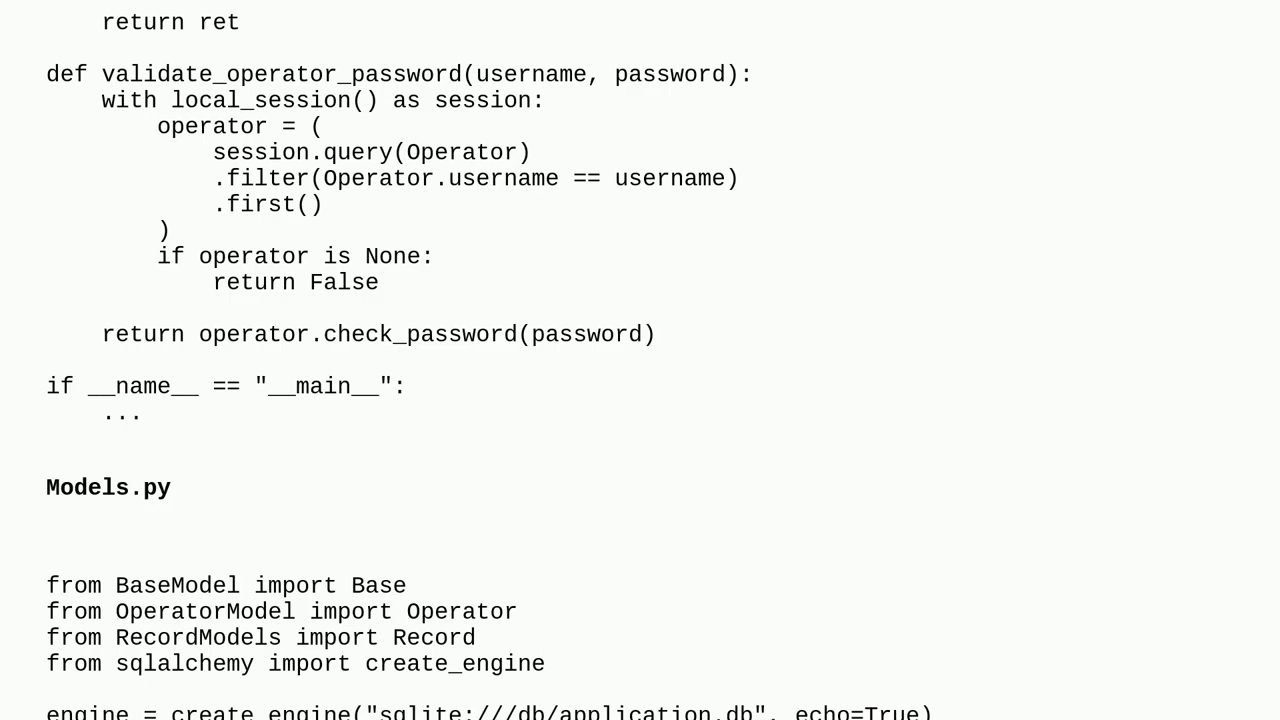 return ret

def validate_operator_password(username, password):
    with local_session() as session:
        operator = (
            session.query(Operator)
            .filter(Operator.username == username)
            .first()
        )
        if operator is None:
            return False

    return operator.check_password(password)

if __name__ == "__main__":
    ...

Models.py

from BaseModel import Base
from OperatorModel import Operator
from RecordModels import Record
from sqlalchemy import create_engine

engine = create_engine("sqlite:///db/application.db", echo=True)